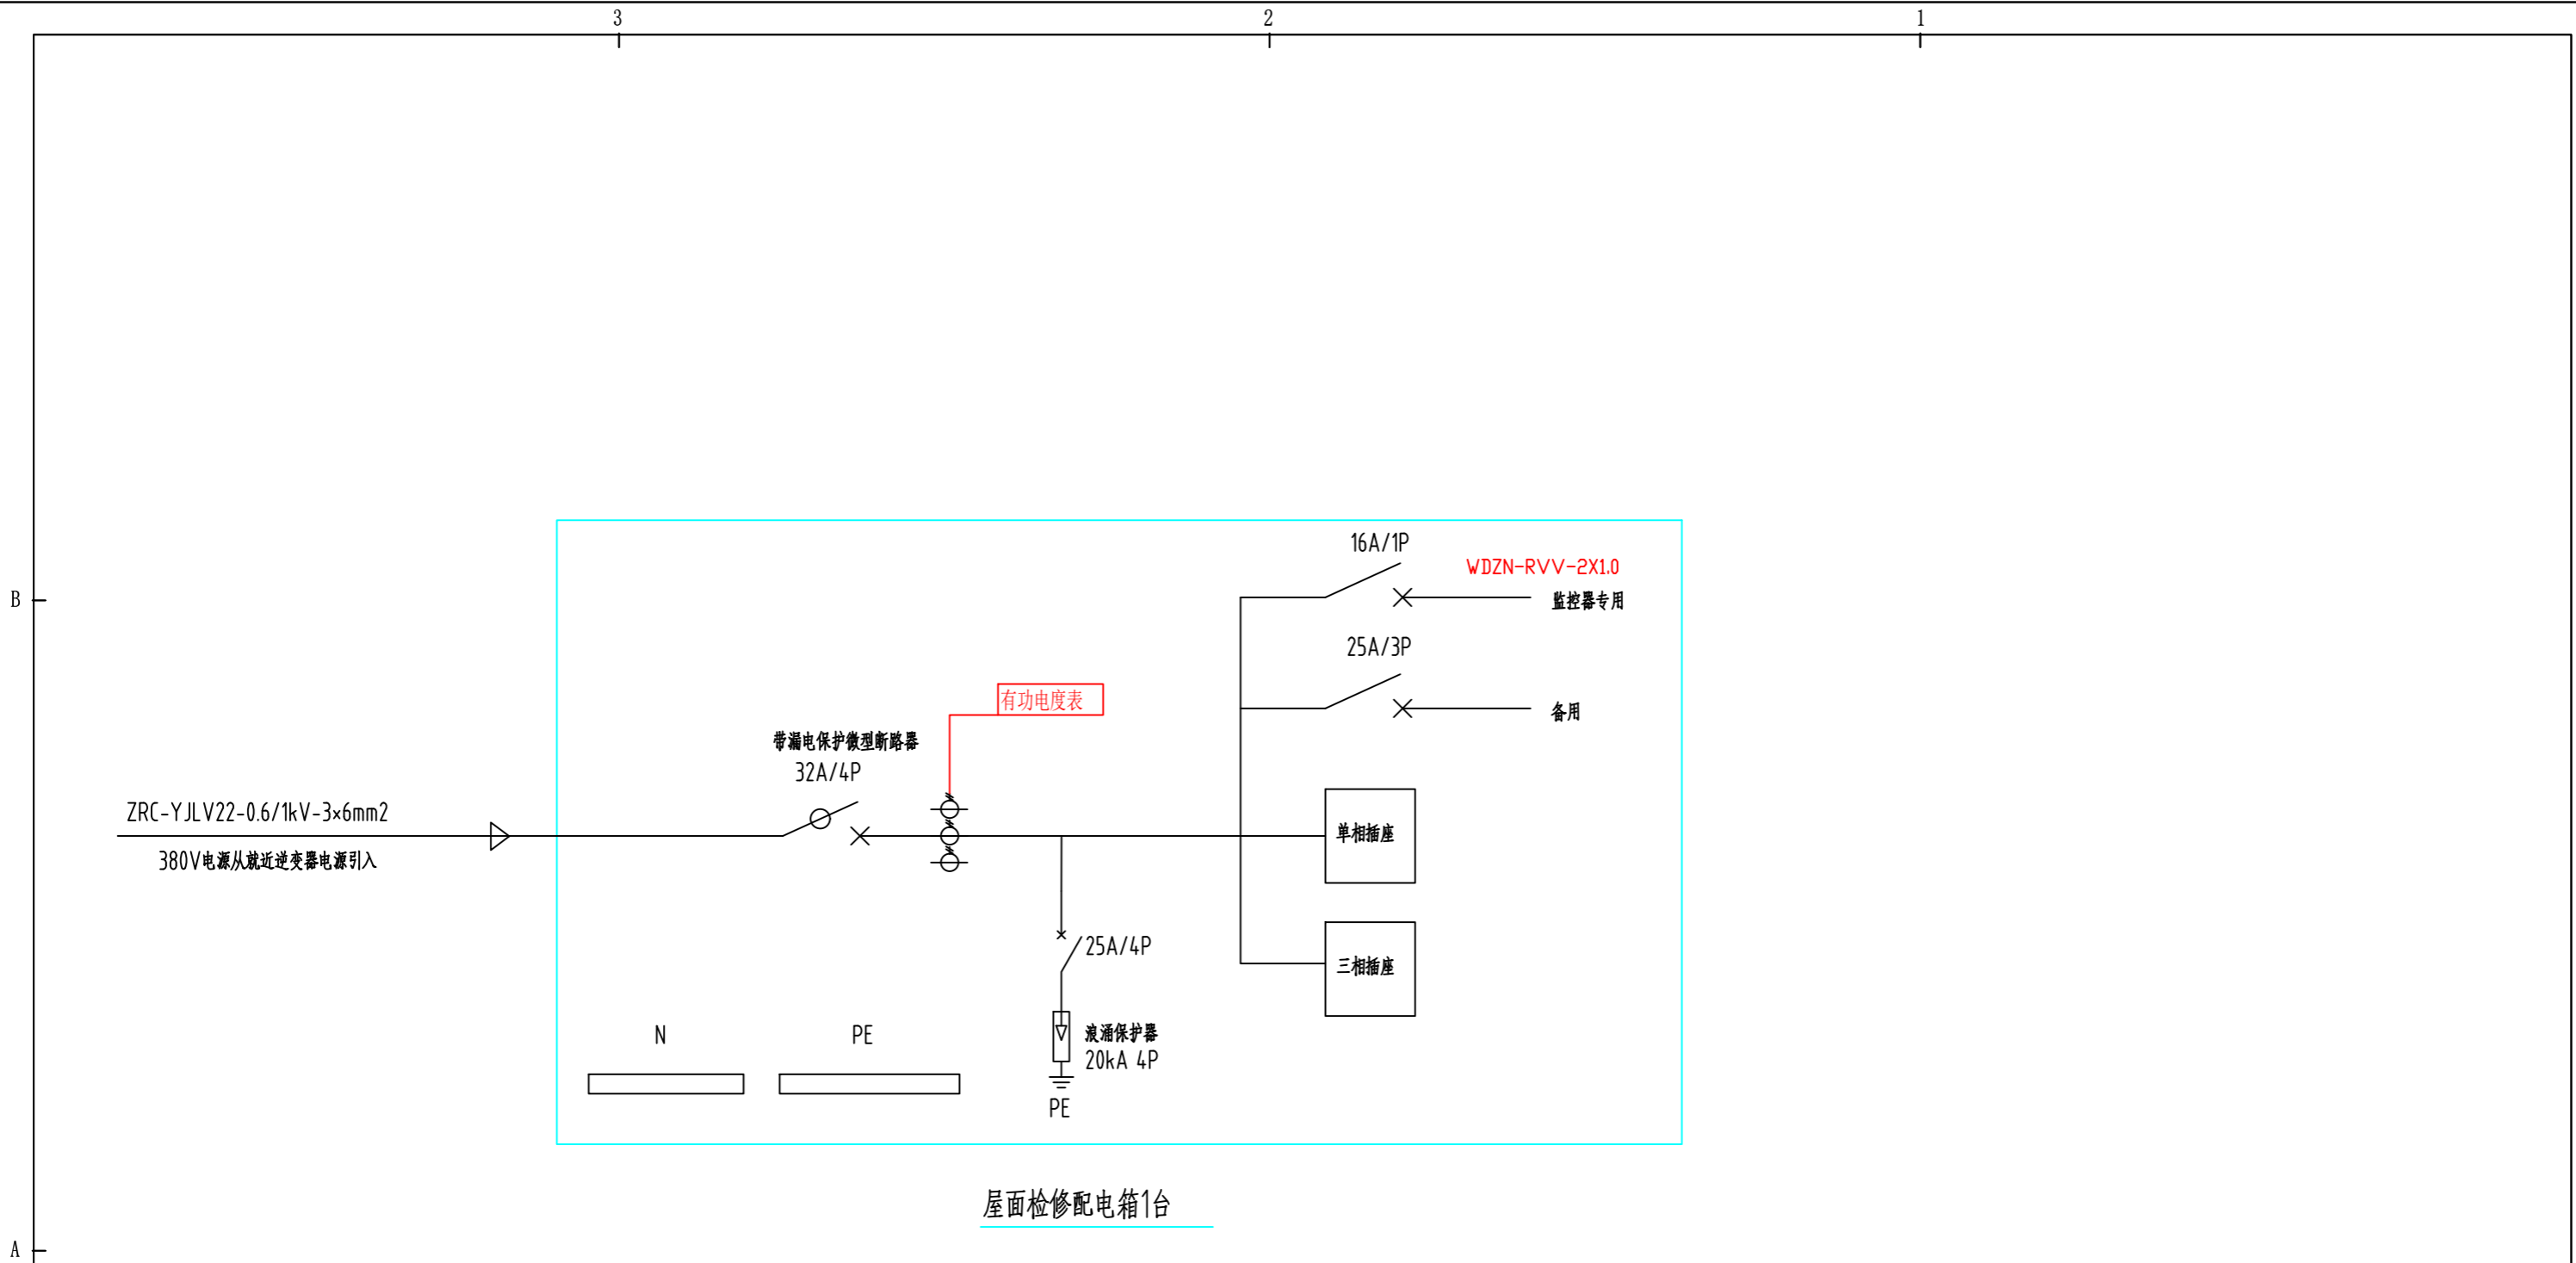 3
2
1
B
A
16A/1P
WDZN-RVV-2X1.0
监控器专用
25A/3P
备用
有功电度表
带漏电保护微型断路器
32A/4P
ZRC-YJLV22-0.6/1kV-3×6mm2
380V电源从就近逆变器电源引入
单相插座
25A/4P
三相插座
N
PE
浪涌保护器
20kA 4P
PE
屋面检修配电箱1台